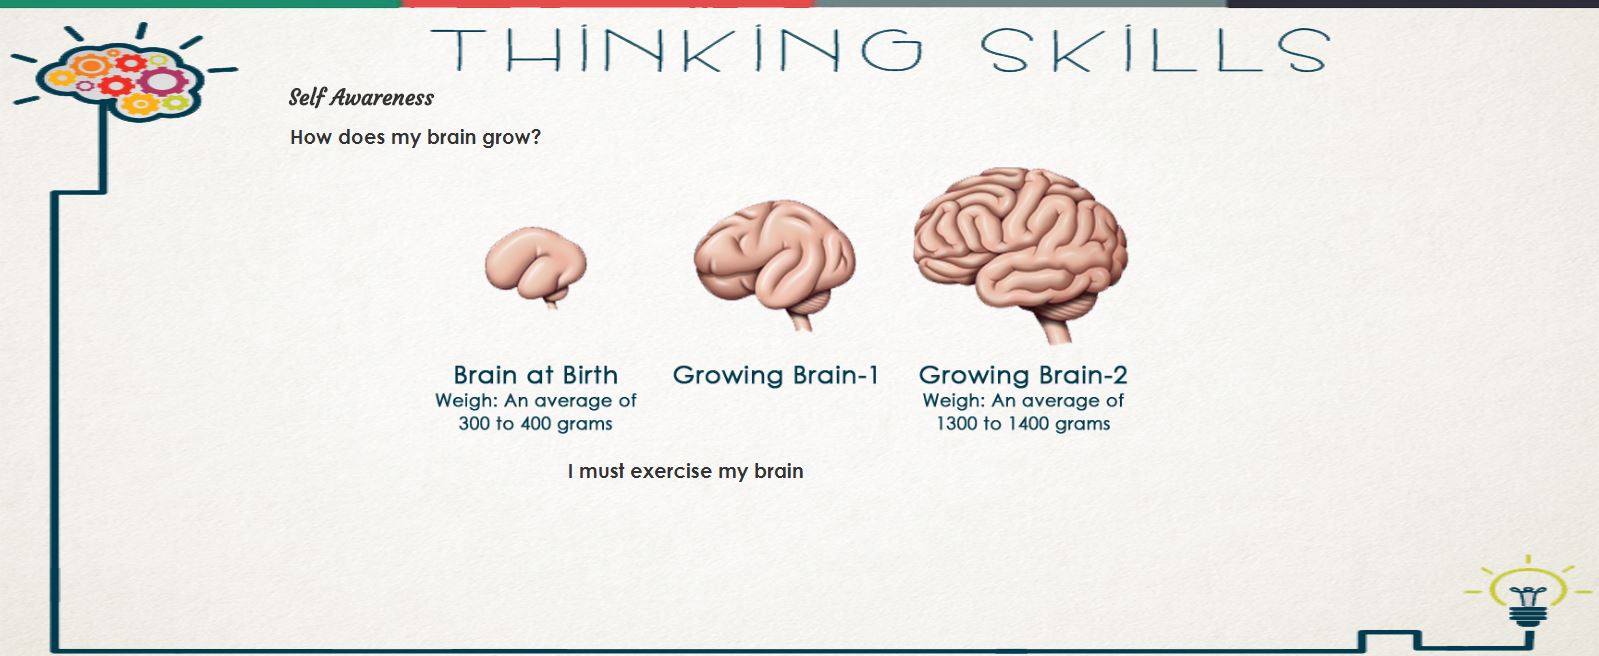 THINKING SKILLS
Self Awareness
How does my brain grow?
Brain at Birth
Weigh: An average of
300 to 400 grams
Growing Brain-1
Growing Brain-2
Weigh: An average of
1300 to 1400 grams
I must exercise my brain